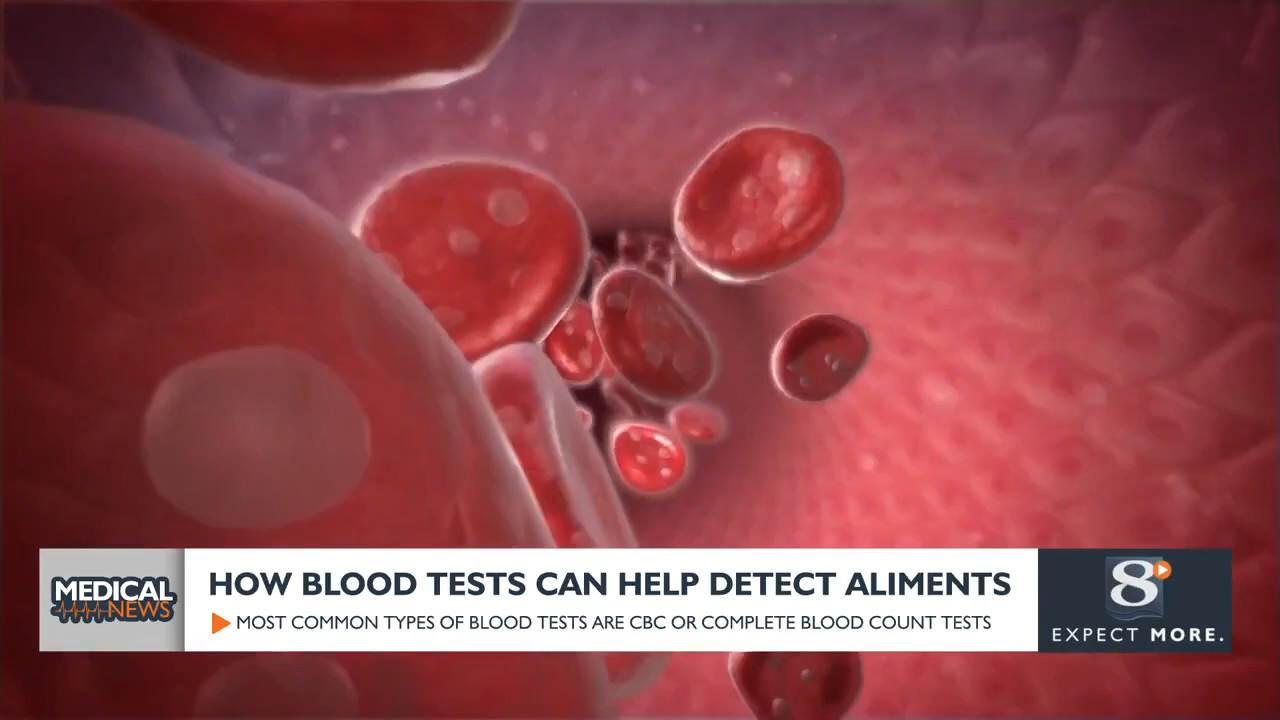 MEDICAL
NEWS
HOW BLOOD TESTS CAN HELP DETECT ALIMENTS
MOST COMMON TYPES OF BLOOD TESTS ARE CBC OR COMPLETE BLOOD COUNT TESTS
8
EXPECT MORE.